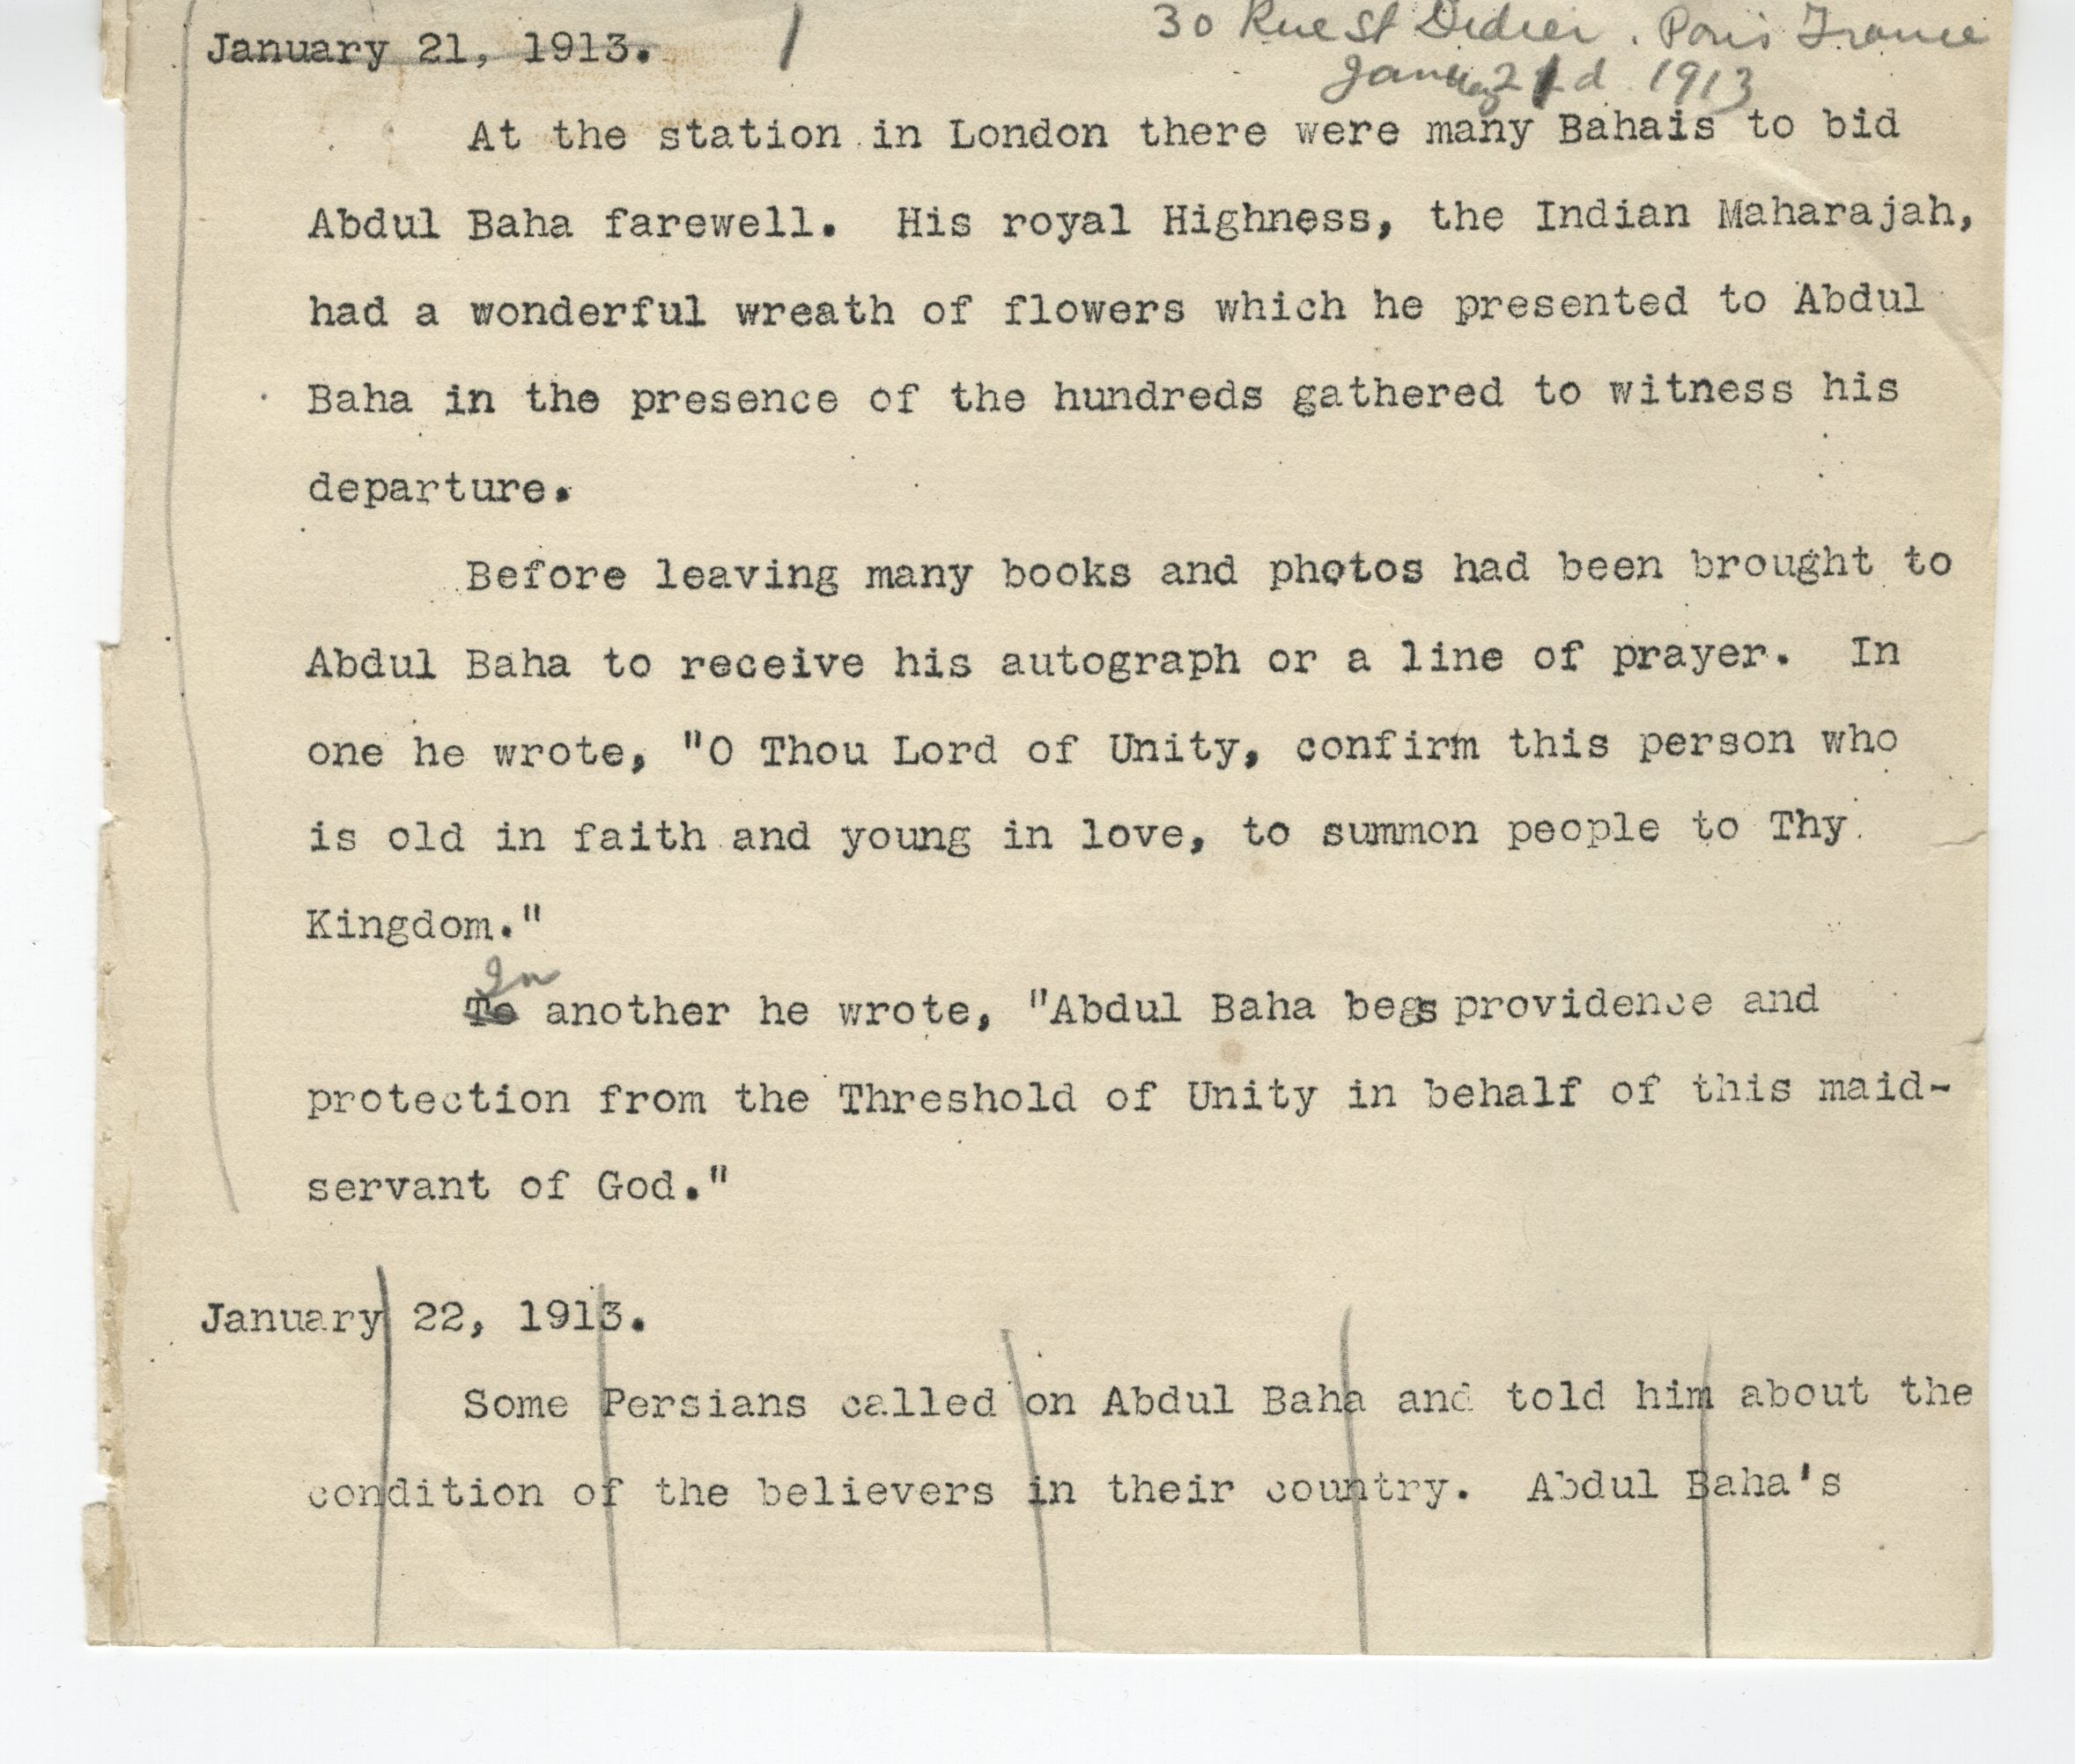 January 21, 1913.
30 Rue St Didier. Paris France
January 21d 1913
At the station in London there were many Bahais to bid
Abdul Baha farewell. His royal Highness, the Indian Maharajah,
had a wonderful wreath of flowers which he presented to Abdul
Baha in the presence of the hundreds gathered to witness his
departure.
Before leaving many books and photos had been brought to
Abdul Baha to receive his autograph or a line of prayer. In
one he wrote, "O Thou Lord of Unity, confirm this person who
is old in faith and young in love, to summon people to Thy
Kingdom."
In
To another he wrote, "Abdul Baha begs providence and
protection from the Threshold of Unity in behalf of this maid-
servant of God."
January 22, 1913.
Some Persians called on Abdul Baha and told him about the
condition of the believers in their country. Abdul Baha's